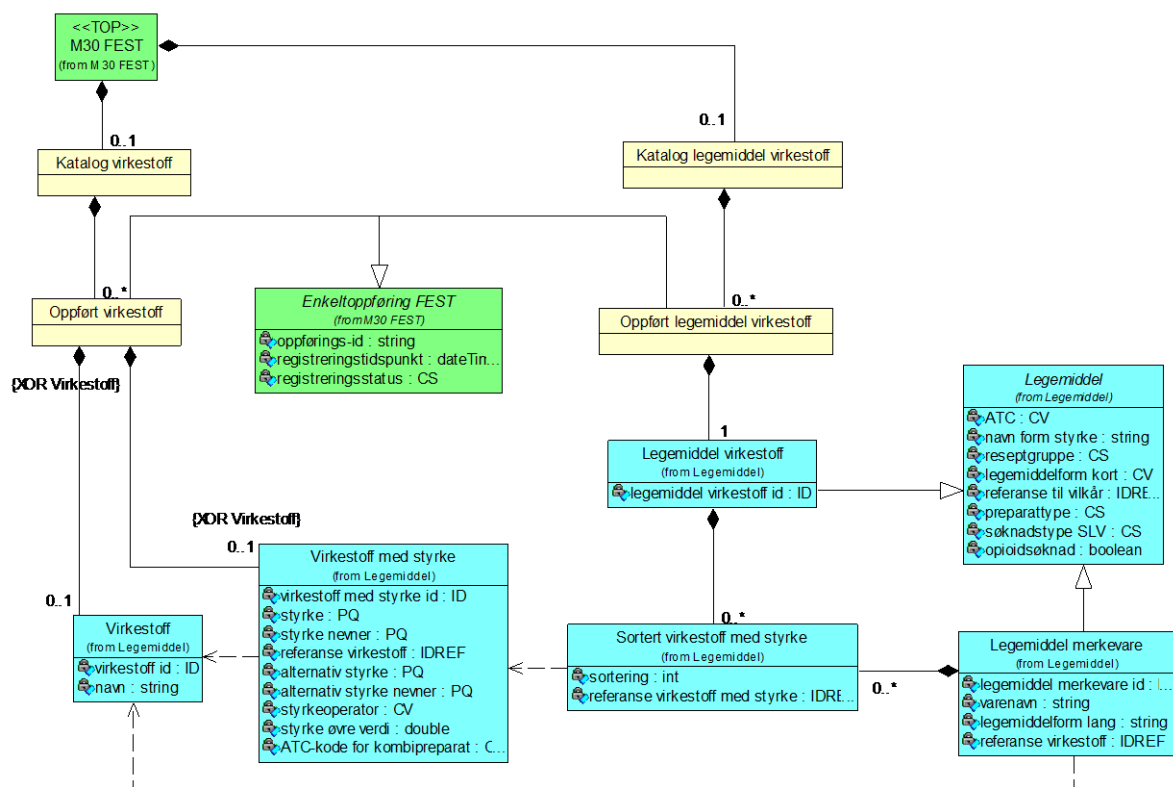 <<TOP>>
M30 FEST
(from M 30 FEST)
0..1
0..1
Katalog virkestoff
Katalog legemiddel virkestoff
0..*
0..*
Oppført virkestoff
Enkeltoppføring FEST
(from M30 FEST)
oppførings-id : string
registreringstidspunkt : dateTin...
registreringsstatus : CS
Oppført legemiddel virkestoff
{XOR Virkestoff}
Legemiddel
(from Legemiddel)
ATC : CV
navn form styrke : string
reseptgruppe : CS
legemiddelform kort : CV
referanse til vilkår : IDRE...
preparattype : CS
søknadstype SLV : CS
opioidsøknad : boolean
1
Legemiddel virkestoff
(from Legemiddel)
legemiddel virkestoff id : ID
{XOR Virkestoff}
0..1
Virkestoff med styrke
(from Legemiddel)
virkestoff med styrke id : ID
styrke : PQ
styrke nevner : PQ
referanse virkestoff : IDREF
alternativ styrke : PQ
alternativ styrke nevner : PQ
styrkeoperator : CV
styrke øvre verdi : double
ATC-kode for kombipreparat : C...
0..1
Virkestoff
(from Legemiddel)
virkestoff id : ID
navn : string
0..*
Sortert virkestoff med styrke
(from Legemiddel)
sortering : int
referanse virkestoff med styrke : IDRE...
0..*
Legemiddel merkevare
(from Legemiddel)
legemiddel merkevare id : I...
varenavn : string
legemiddelform lang : string
referanse virkestoff : IDREF